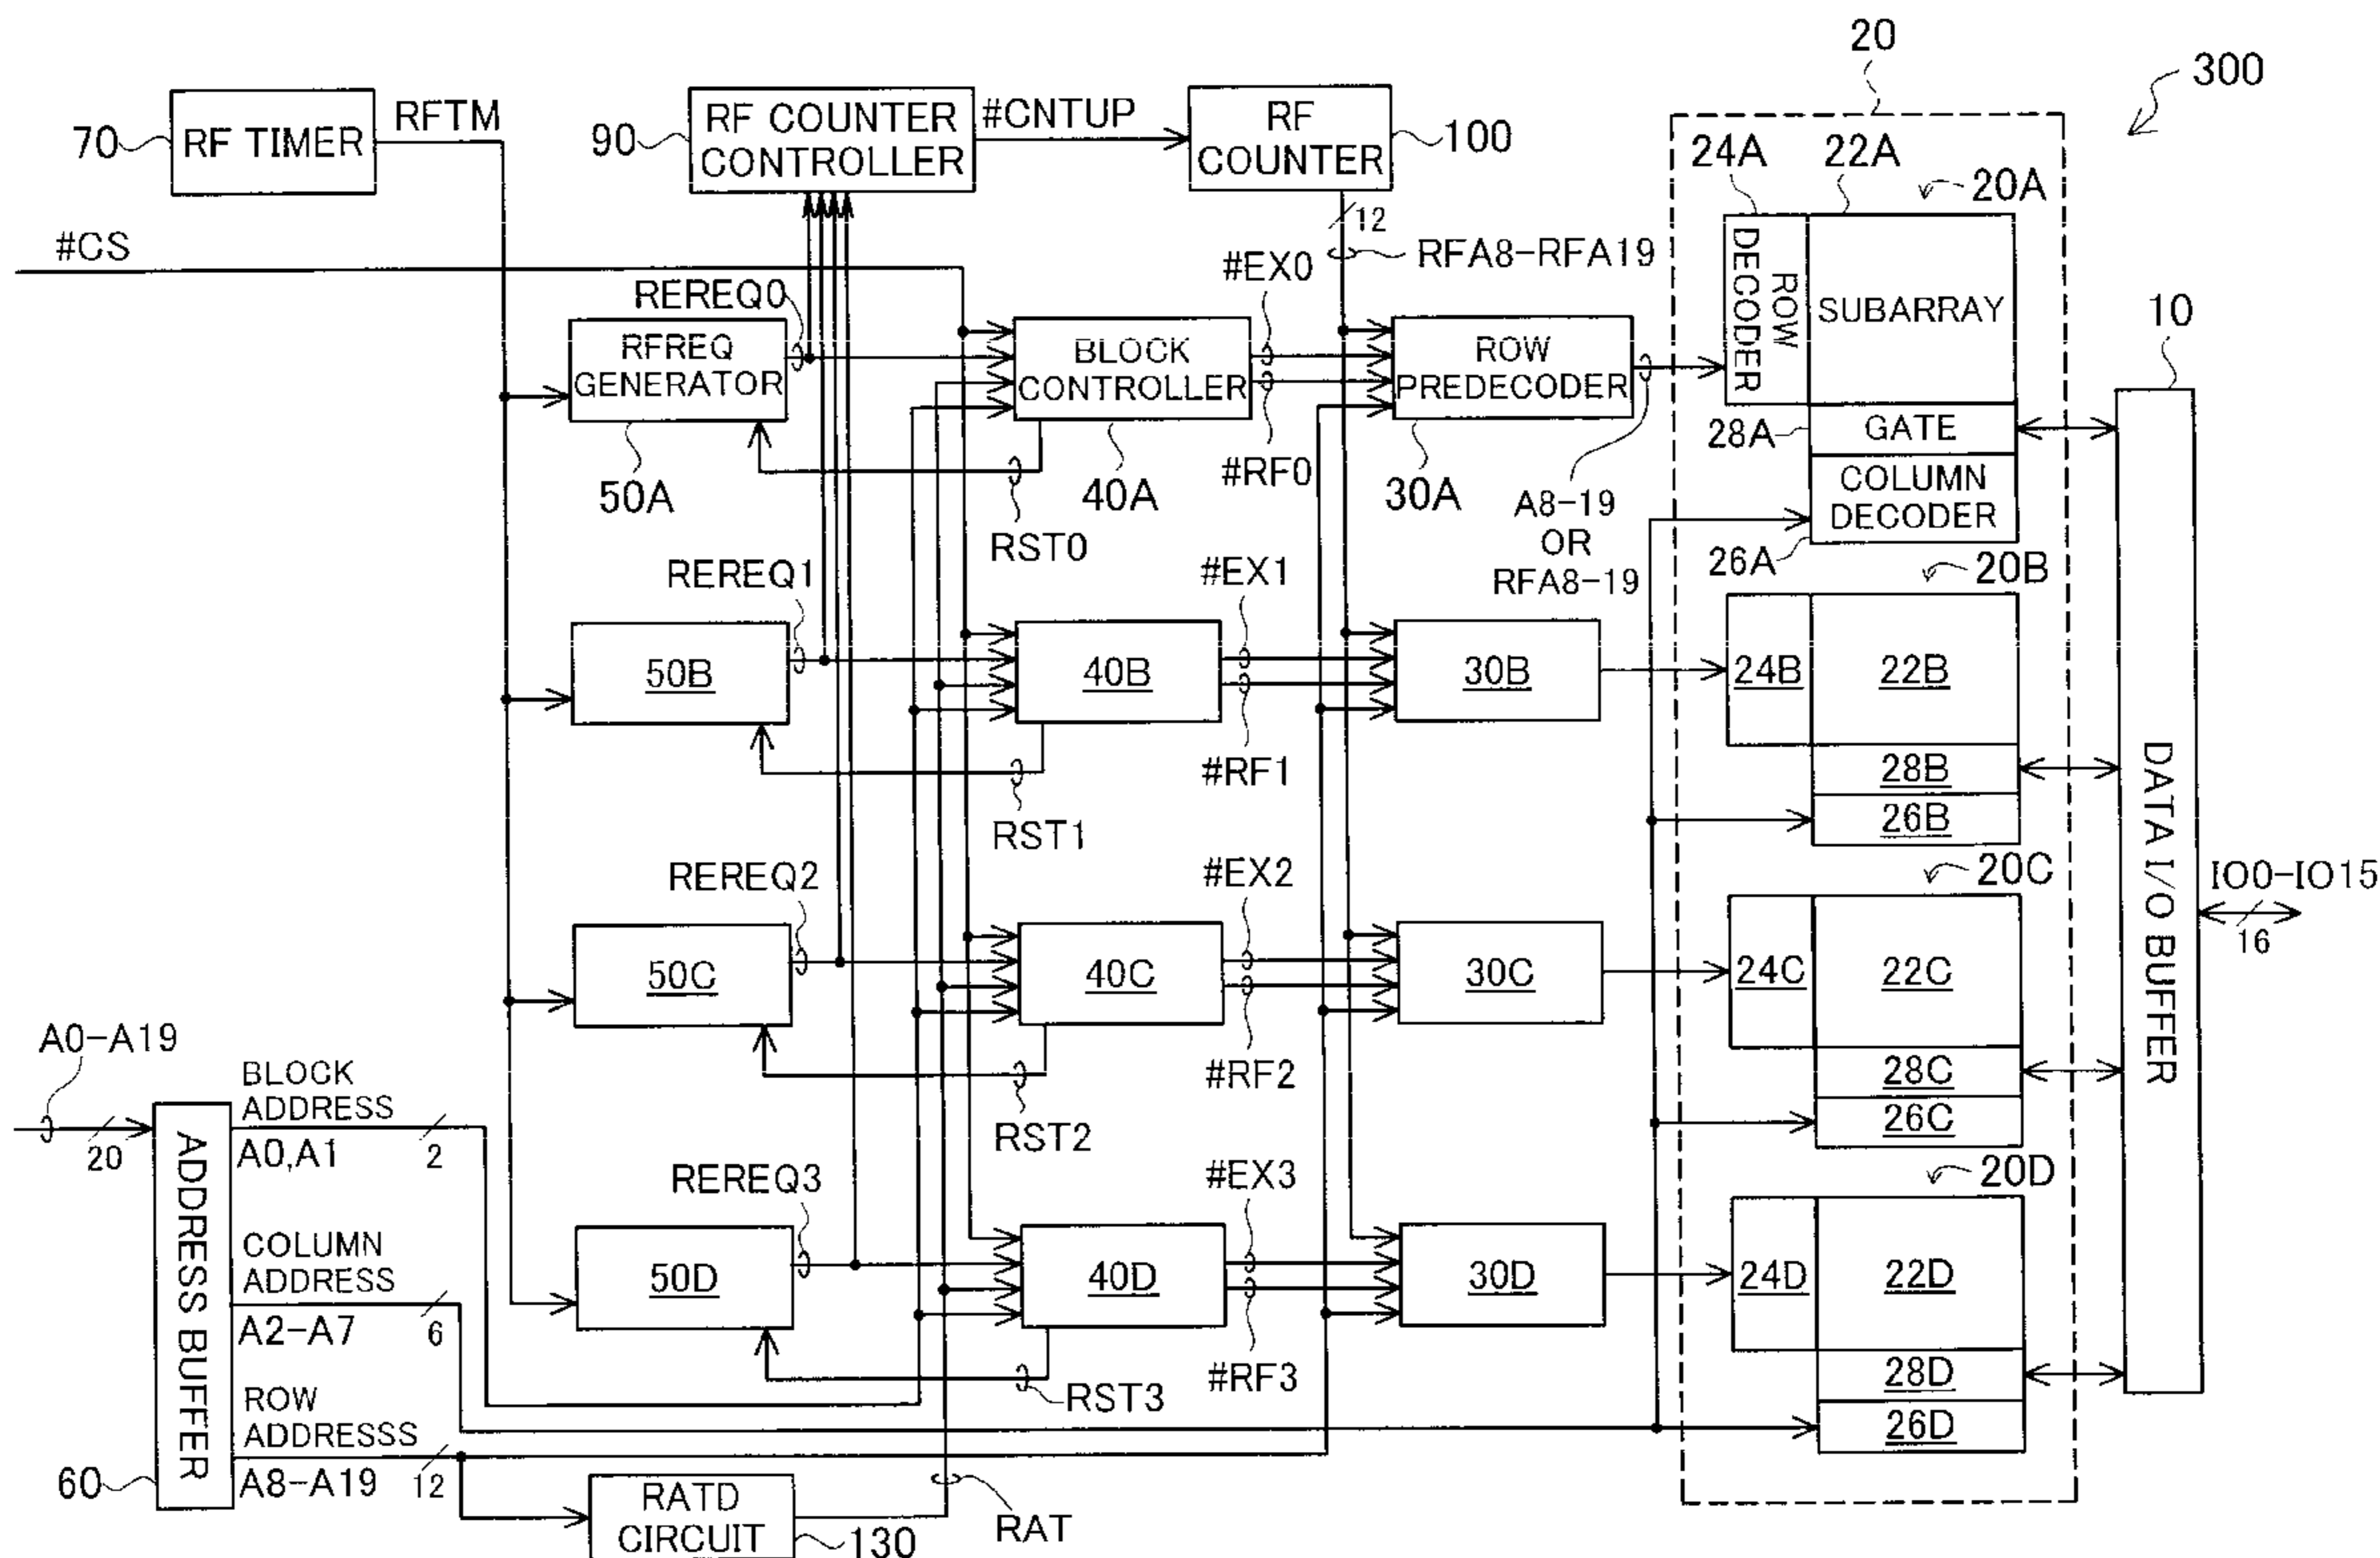 20
300
RF TIMER
70
RFTM
RF COUNTER
CONTROLLER
90
#CNTUP
RF
COUNTER
100
12
RFA8-RFA19
24A
22A
20A
#CS
REREQ0
#EX0
RFREQ
GENERATOR
50A
BLOCK
CONTROLLER
40A
#RF0
RST0
ROW
PREDECODER
30A
A8-19
OR
RFA8-19
ROW
DECODER
SUBARRAY
GATE
28A
COLUMN
DECODER
26A
10
DATA I/O BUFFER
IO0-IO15
16
REREQ1
50B
40B
#EX1
#RF1
RST1
30B
20B
24B
22B
28B
26B
REREQ2
50C
40C
#EX2
#RF2
RST2
30C
20C
24C
22C
28C
26C
REREQ3
50D
40D
#EX3
#RF3
RST3
30D
20D
24D
22D
28D
26D
A0-A19
20
ADDRESS BUFFER
60
BLOCK
ADDRESS
A0,A1
2
COLUMN
ADDRESS
A2-A7
6
ROW
ADDRESSS
A8-A19
12
RATD
CIRCUIT
130
RAT